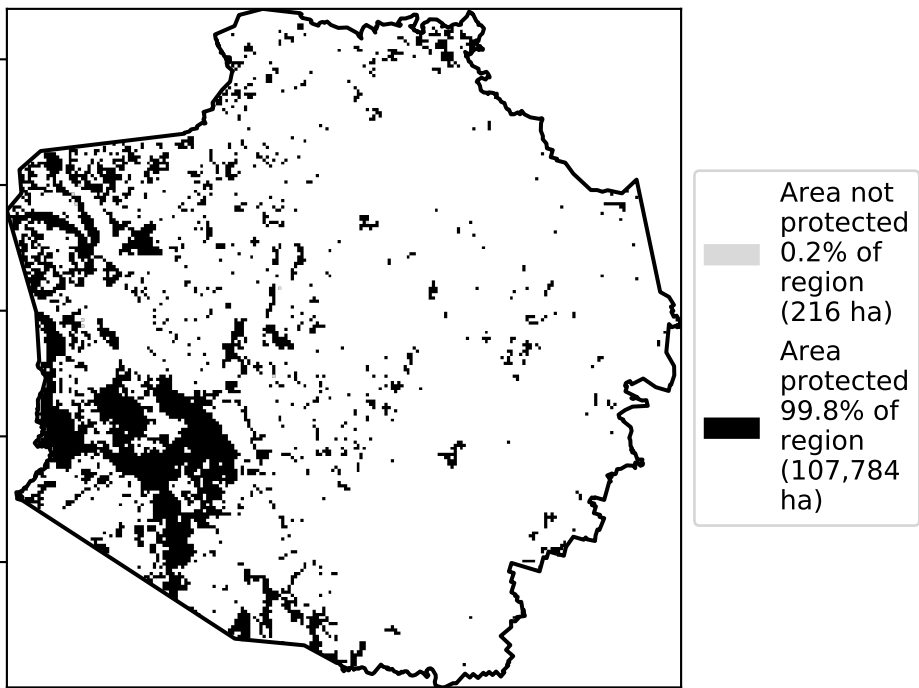 Area not
protected
0.2% of
region
(216 ha)
Area
protected
99.8% of
region
(107,784
ha)